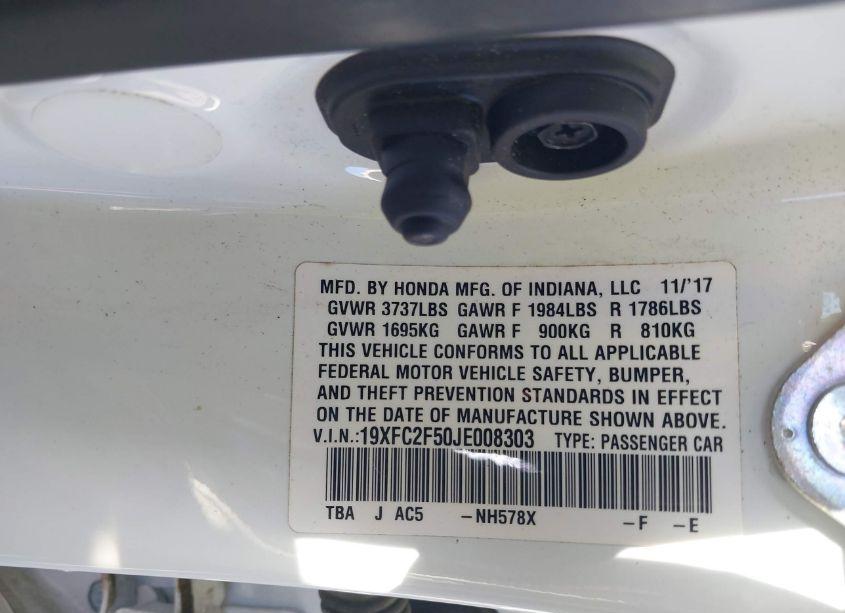 MFD. BY HONDA MFG. OF INDIANA, LLC 11/'17
GVWR 3737LBS GAWR F 1984LBS R 1786LBS
GVWR 1695KG GAWR F 900KG R 810KG
THIS VEHICLE CONFORMS TO ALL APPLICABLE
FEDERAL MOTOR VEHICLE SAFETY, BUMPER,
AND THEFT PREVENTION STANDARDS IN EFFECT
ON THE DATE OF MANUFACTURE SHOWN ABOVE.
V.I.N.:19XFC2F50JE008303 TYPE: PASSENGER CAR
TBA J AC5 -NH578X -F -E